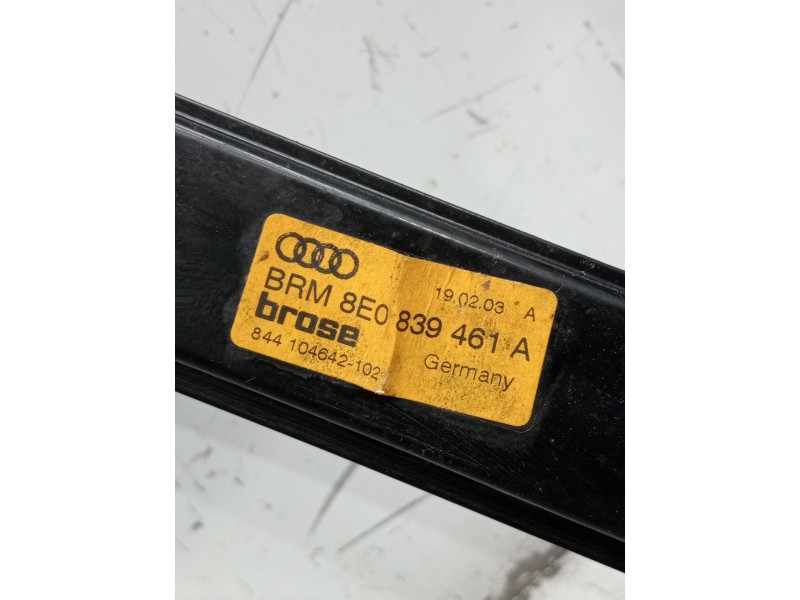 19.02.03 A
BRM 8E0 839 461 A
brose
844 104642-102
Germany